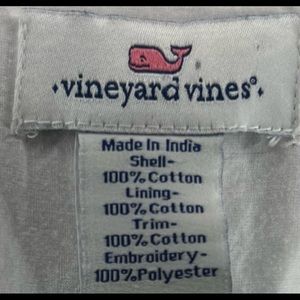 vineyard vines®
Made In India
Shell-
100% Cotton
Lining-
100% Cotton
Trim-
100% Cotton
Embroidery-
100% Polyester